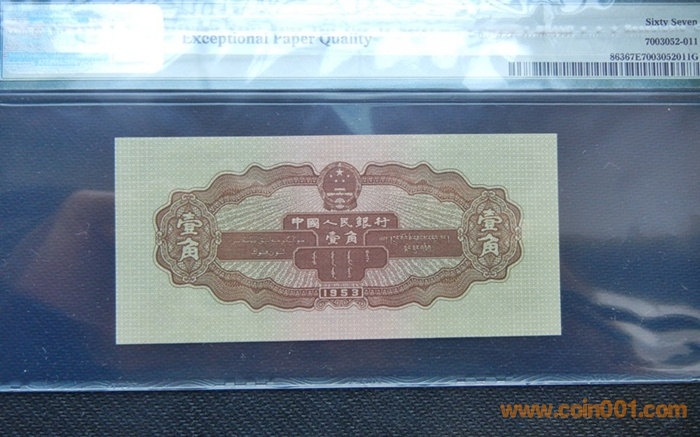 Sixty Seven
Exceptional Paper Quality
7003052-011
86367E7003052011G
中國人民銀行
壹角
壹角
壹角
1953
www.coin001.com